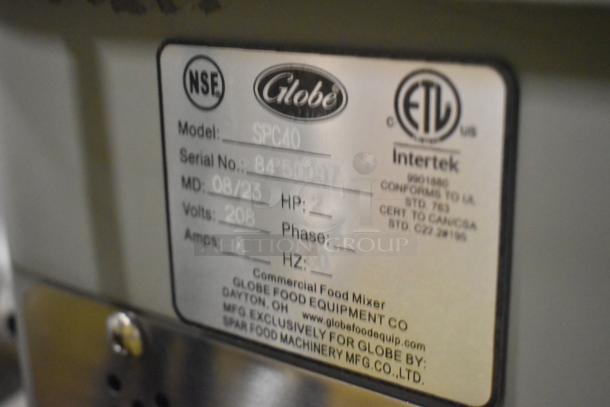 NSF
Globe
ETL
C US
Intertek
9901880
CONFORMS TO UL
STD. 763
CERT TO CAN/CSA
STD. C22.2#195
Model: SPC40
Serial No.:
MD: 08/23 HP: 2
Volts: 208 Phase:
Amps: HZ:
AUCTION GROUP
Commercial Food Mixer
GLOBE FOOD EQUIPMENT CO
DAYTON, OH www.globefoodequip.com
MFG.EXCLUSIVELY FOR GLOBE BY:
SPAR FOOD MACHINERY MFG.CO.,LTD.